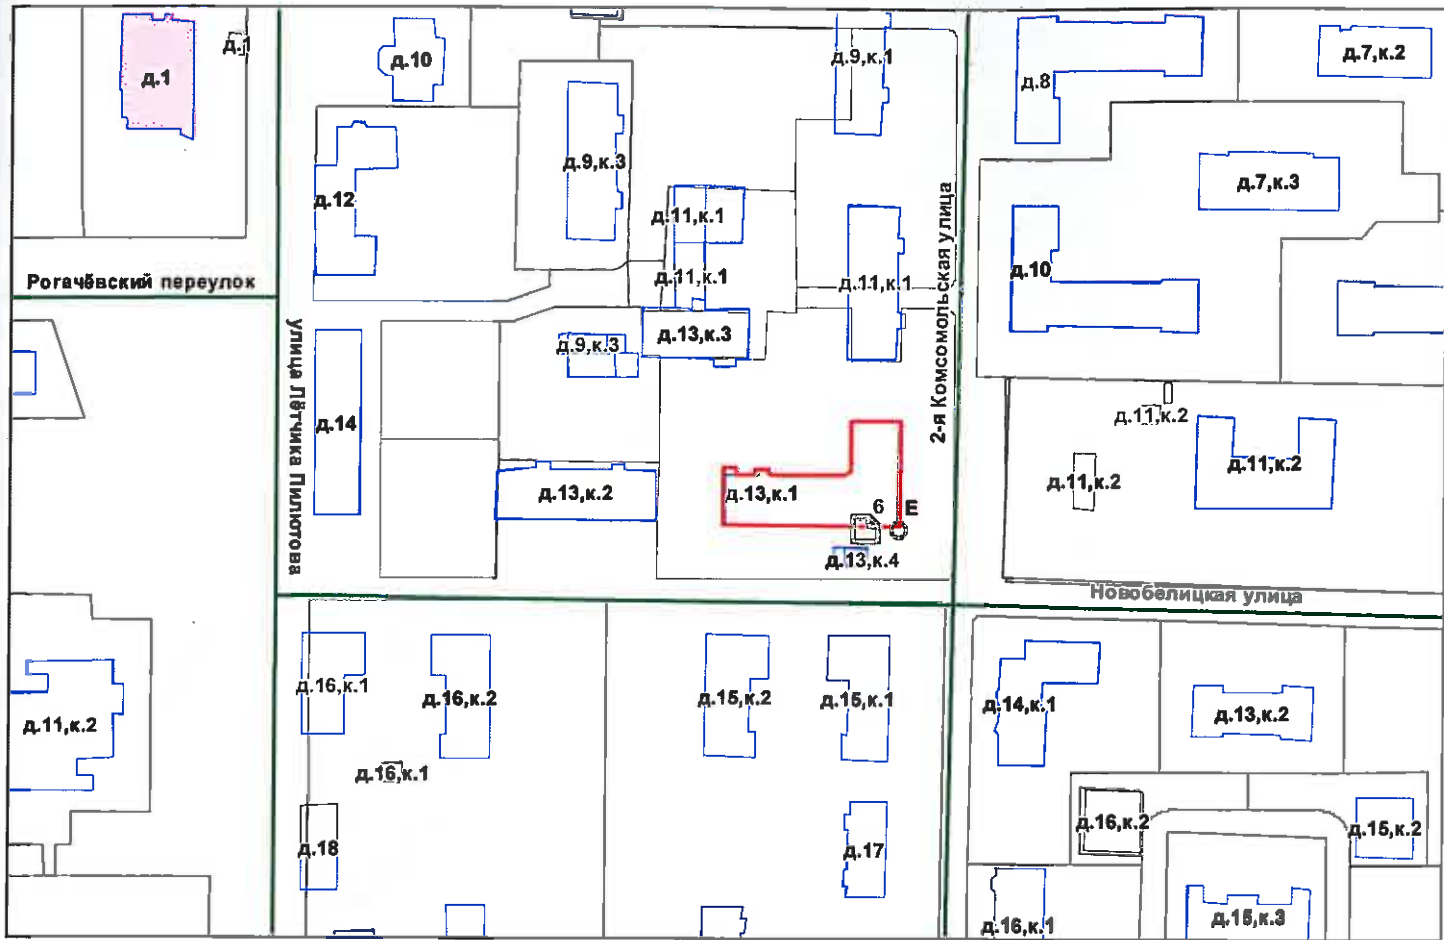 д.1
д.1
д.10
д.9,к.1
д.8
д.7,к.2
д.9,к.3
д.12
д.11,к.1
д.7,к.3
Рогачёвский переулок
д.11,к.1
д.11,к.1
2-я Комсомольская улица
д.10
улица Лётчика Пилютова
д.9,к.3
д.13,к.3
д.14
д.11,к.2
д.11,к.2
д.11,к.2
д.13,к.2
д.13,к.1
6
Е
д.13,к.4
Новобелицкая улица
д.16,к.1
д.16,к.2
д.15,к.2
д.15,к.1
д.14,к.1
д.13,к.2
д.11,к.2
д.16,к.1
д.18
д.17
д.16,к.2
д.15,к.2
д.16,к.1
д.15,к.3